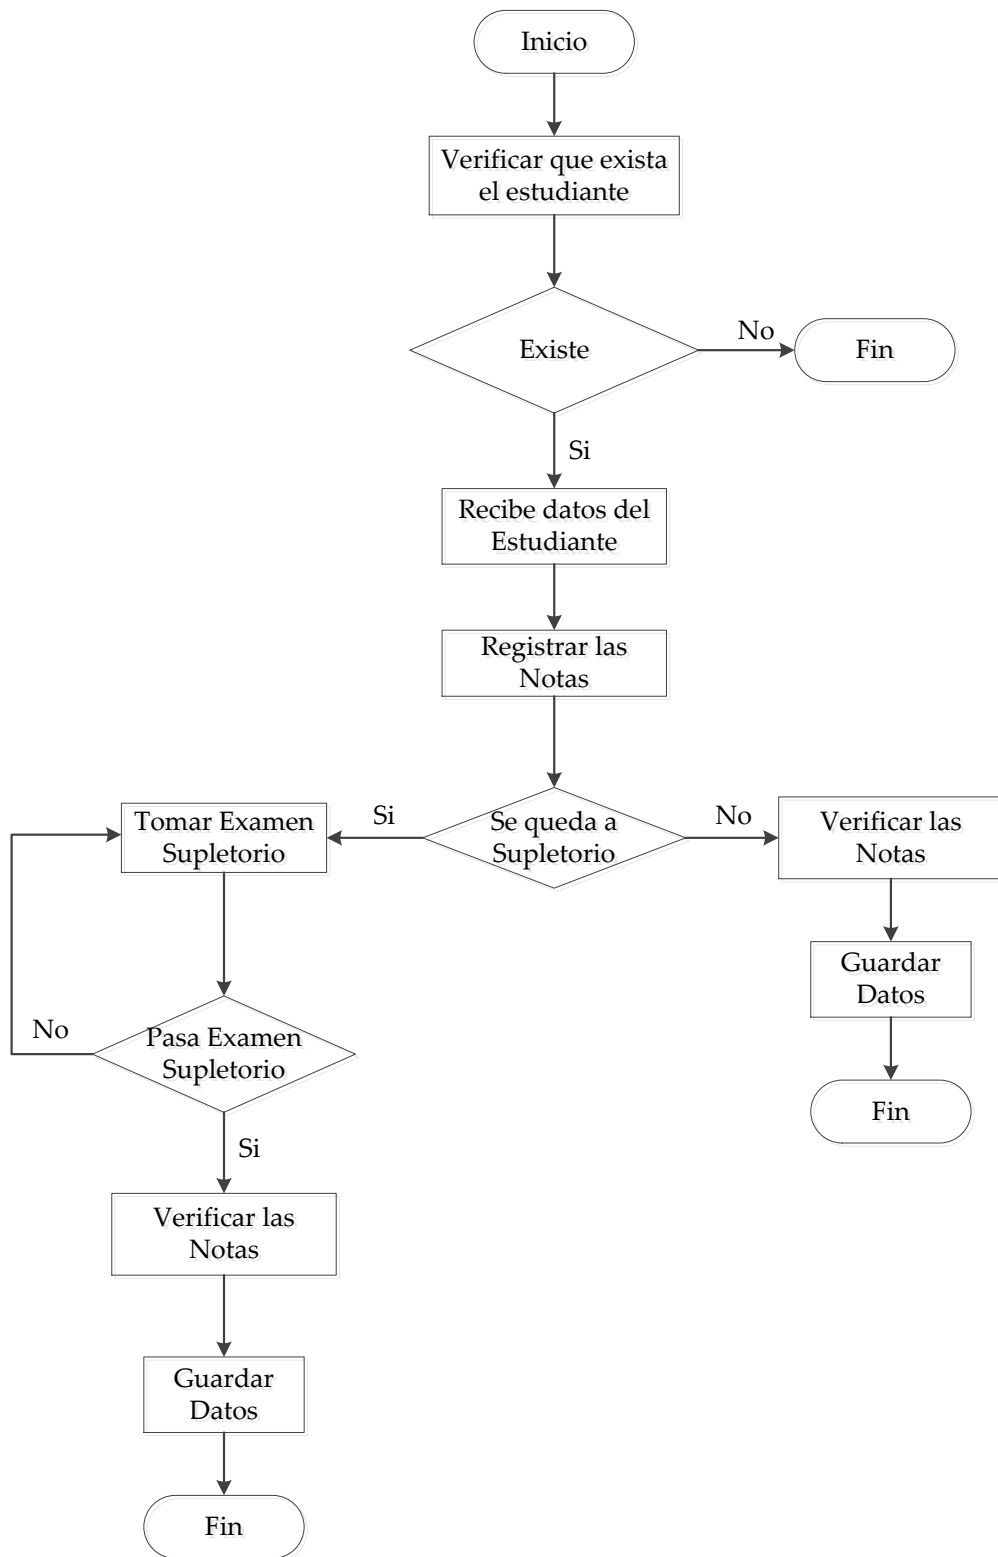 Inicio
Verificar que exista
el estudiante
Existe
No
Fin
Si
Recibe datos del
Estudiante
Registrar las
Notas
Se queda a
Supletorio
Si
No
Tomar Examen
Supletorio
Verificar las
Notas
Guardar
Datos
Fin
Pasa Examen
Supletorio
No
Si
Verificar las
Notas
Guardar
Datos
Fin